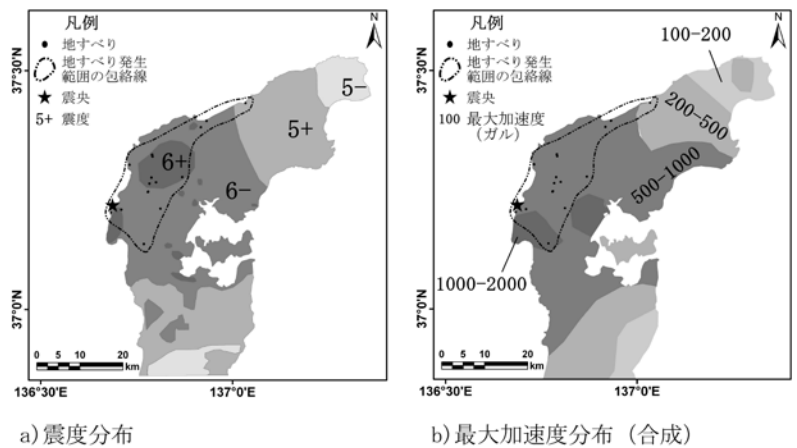 凡例
地すべり
地すべり発生
範囲の包絡線
震央
5+ 震度
N
37°30'N
37°0'N
5-
5+
6+
6-
0 5 10 20
km
136°30'E
137°0'E
a)震度分布
凡例
地すべり
地すべり発生
範囲の包絡線
震央
100 最大加速度
(ガル)
N
37°30'N
37°0'N
100-200
200-500
500-1000
1000-2000
0 5 10 20
km
136°30'E
137°0'E
b)最大加速度分布（合成）